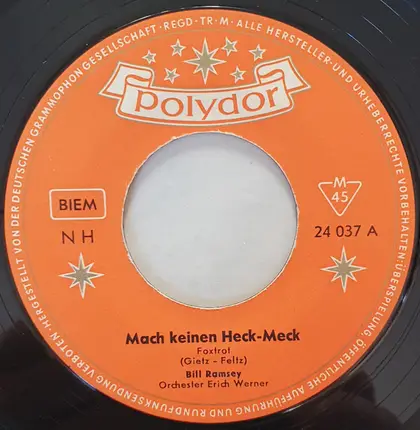 HERGESTELLT VON DER DEUTSCHEN GRAMMOPHON GESELLSCHAFT · REGD · TR · M · ALLE HERSTELLER- UND URHEBERRECHTE VORBEHALTEN · ÜBERSPIELUNG, ÖFFENTLICHE AUFFÜHRUNG UND RUNDFUNKSENDUNG VERBOTEN ·
Polydor
BIEM
M
45
NH
24 037 A
Mach keinen Heck-Meck
Foxtrot
(Gietz - Feltz)
Bill Ramsey
Orchester Erich Werner